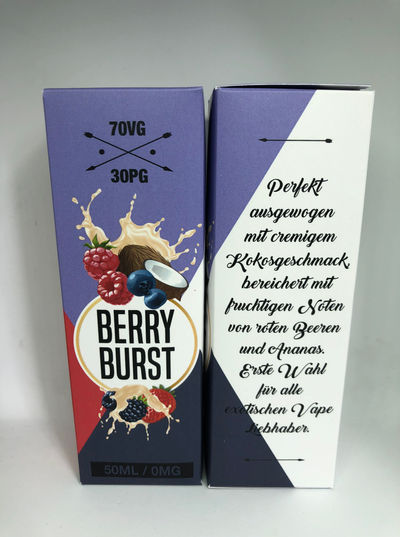 70VG
30PG
BERRY
BURST
50ML / 0MG
Perfekt
ausgewogen
mit cremigem
Kokosgeschmack,
bereichert mit
fruchtigen Noten
von roten Beeren
und Ananas.
Erste Wahl
für alle
exotischen Vape
Liebhaber.